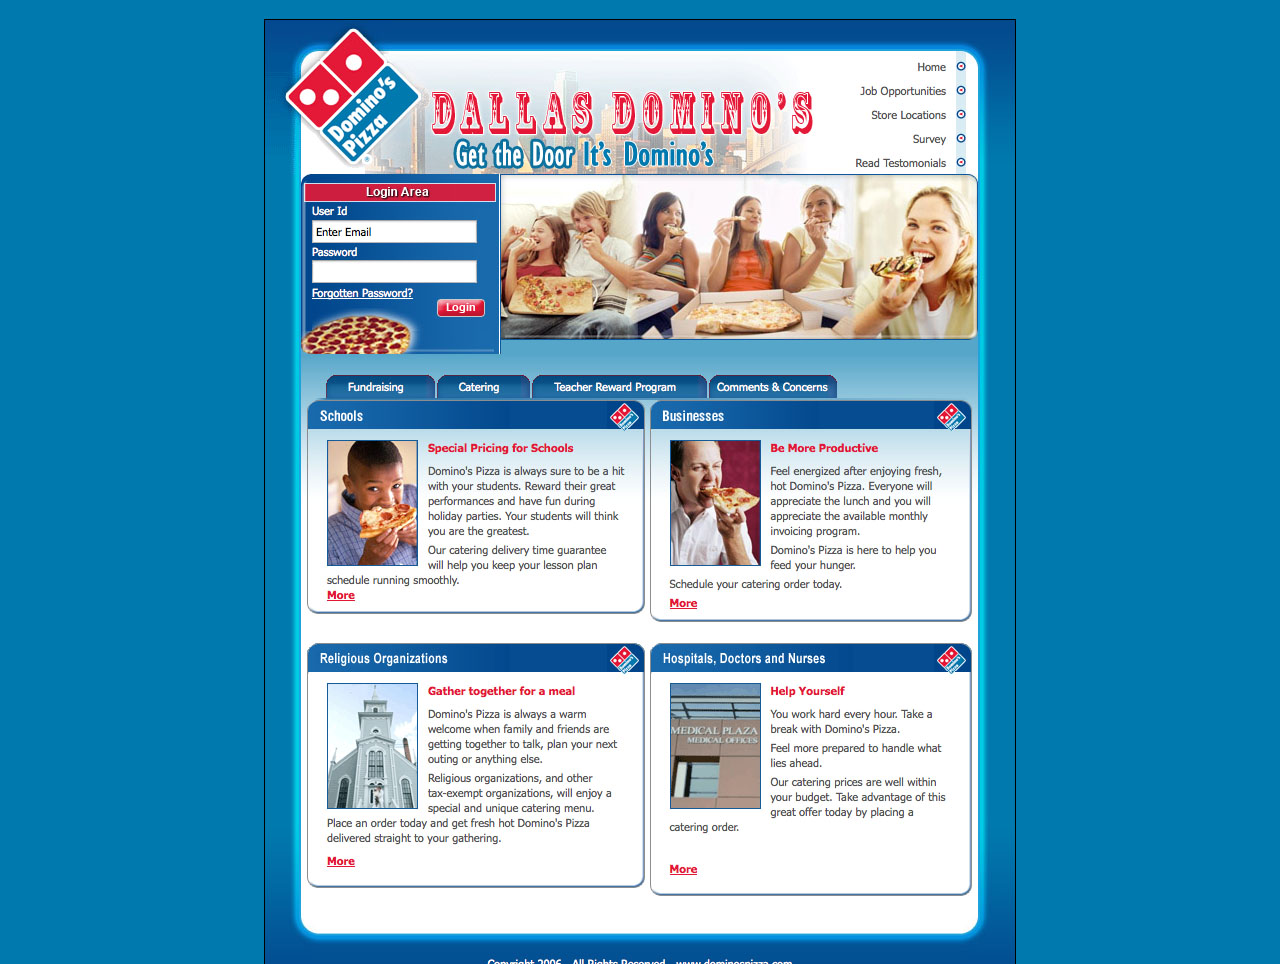 Domino's
Pizza
®
DALLAS DOMINO'S
Get the Door It's Domino's
Home
Job Opportunities
Store Locations
Survey
Read Testomonials
Login Area
User Id
Enter Email
Password
Forgotten Password?
Login
Fundraising
Catering
Teacher Reward Program
Comments & Concerns
Schools
Special Pricing for Schools
Domino's Pizza is always sure to be a hit
with your students. Reward their great
performances and have fun during
holiday parties. Your students will think
you are the greatest.
Our catering delivery time guarantee
will help you keep your lesson plan
schedule running smoothly.
More
Businesses
Be More Productive
Feel energized after enjoying fresh,
hot Domino's Pizza. Everyone will
appreciate the lunch and you will
appreciate the available monthly
invoicing program.
Domino's Pizza is here to help you
feed your hunger.
Schedule your catering order today.
More
Religious Organizations
Gather together for a meal
Domino's Pizza is always a warm
welcome when family and friends are
getting together to talk, plan your next
outing or anything else.
Religious organizations, and other
tax-exempt organizations, will enjoy a
special and unique catering menu.
Place an order today and get fresh hot Domino's Pizza
delivered straight to your gathering.
More
Hospitals, Doctors and Nurses
MEDICAL PLAZA
MEDICAL OFFICES
Help Yourself
You work hard every hour. Take a
break with Domino's Pizza.
Feel more prepared to handle what
lies ahead.
Our catering prices are well within
your budget. Take advantage of this
great offer today by placing a
catering order.
More
Copyright 2006 - All Rights Reserved - www.dominospizza.com